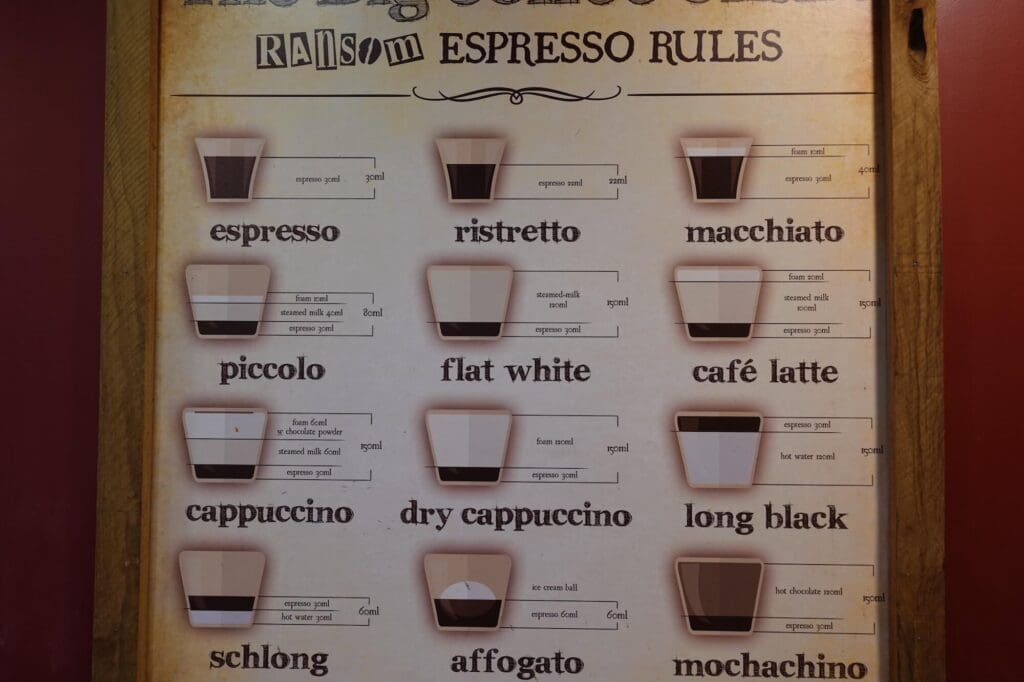 RANSOM ESPRESSO RULES
espresso 30ml
30ml
espresso
espresso 22ml
22ml
ristretto
foam 10ml
espresso 30ml
40ml
macchiato
foam 10ml
steamed milk 40ml
espresso 30ml
80ml
piccolo
steamed-milk
120ml
espresso 30ml
150ml
flat white
foam 20ml
steamed milk
100ml
espresso 30ml
150ml
café latte
foam 60ml
chocolate powder
steamed milk 60ml
espresso 30ml
150ml
cappuccino
foam 120ml
espresso 30ml
150ml
dry cappuccino
espresso 30ml
hot water 120ml
150ml
long black
espresso 30ml
hot water 30ml
60ml
schlong
ice cream ball
espresso 60ml
60ml
affogato
hot chocolate 120ml
espresso 30ml
150ml
mochachino